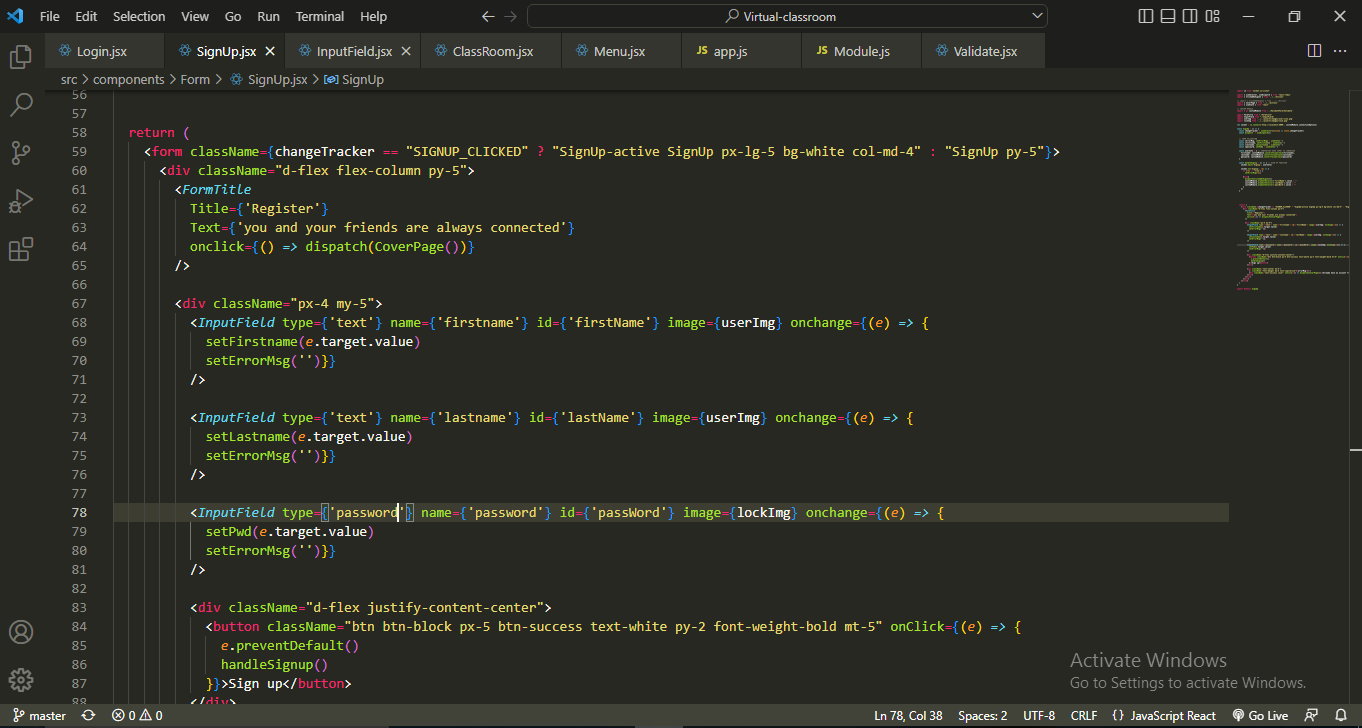 File Edit Selection View Go Run Terminal Help Virtual-classroom
Login.jsx SignUp.jsx InputField.jsx ClassRoom.jsx Menu.jsx JS app.js JS Module.js Validate.jsx
src > components > Form > SignUp.jsx > SignUp
56
57
58 return (
59 <form className={changeTracker == "SIGNUP_CLICKED" ? "SignUp-active SignUp px-lg-5 bg-white col-md-4" : "SignUp py-5"}>
60 <div className="d-flex flex-column py-5">
61 <FormTitle
62 Title={'Register'}
63 Text={'you and your friends are always connected'}
64 onclick={() => dispatch(CoverPage())}
65 />
66
67 <div className="px-4 my-5">
68 <InputField type={'text'} name={'firstname'} id={'firstName'} image={userImg} onchange={(e) => {
69 setFirstname(e.target.value)
70 setErrorMsg('')}}
71 />
72
73 <InputField type={'text'} name={'lastname'} id={'lastName'} image={userImg} onchange={(e) => {
74 setLastname(e.target.value)
75 setErrorMsg('')}}
76 />
77
78 <InputField type={'password'} name={'password'} id={'passWord'} image={lockImg} onchange={(e) => {
79 setPwd(e.target.value)
80 setErrorMsg('')}}
81 />
82
83 <div className="d-flex justify-content-center">
84 <button className="btn btn-block px-5 btn-success text-white py-2 font-weight-bold mt-5" onClick={(e) => {
85 e.preventDefault()
86 handleSignup()
87 }}>Sign up</button>
88 </div>
Activate Windows
Go to Settings to activate Windows.
master 0 0 Ln 78, Col 38 Spaces: 2 UTF-8 CRLF {} JavaScript React Go Live